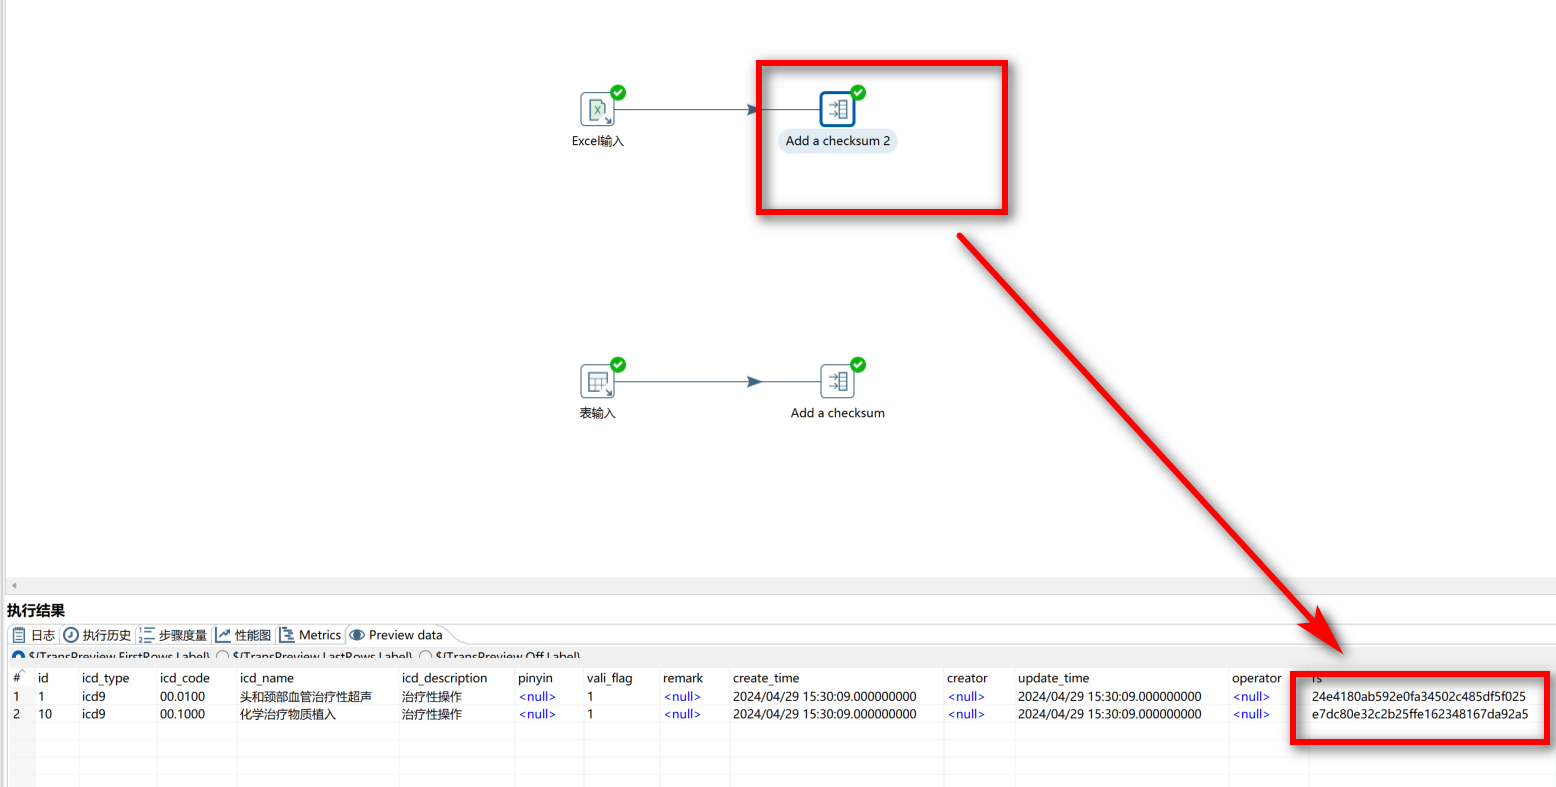 Excel输入
Add a checksum 2
表输入
Add a checksum
执行结果
日志 执行历史 步骤度量 性能图 Metrics Preview data
${TransPreview.FirstRows.Label} ${TransPreview.LastRows.Label} ${TransPreview.Off.Label}
# id icd_type icd_code icd_name icd_description pinyin vali_flag remark create_time creator update_time operator rs
1 1 icd9 00.0100 头和颈部血管治疗性超声 治疗性操作 <null> 1 <null> 2024/04/29 15:30:09.000000000 <null> 2024/04/29 15:30:09.000000000 <null> 24e4180ab592e0fa34502c485df5f025
2 10 icd9 00.1000 化学治疗物质植入 治疗性操作 <null> 1 <null> 2024/04/29 15:30:09.000000000 <null> 2024/04/29 15:30:09.000000000 <null> e7dc80e32c2b25ffe162348167da92a5